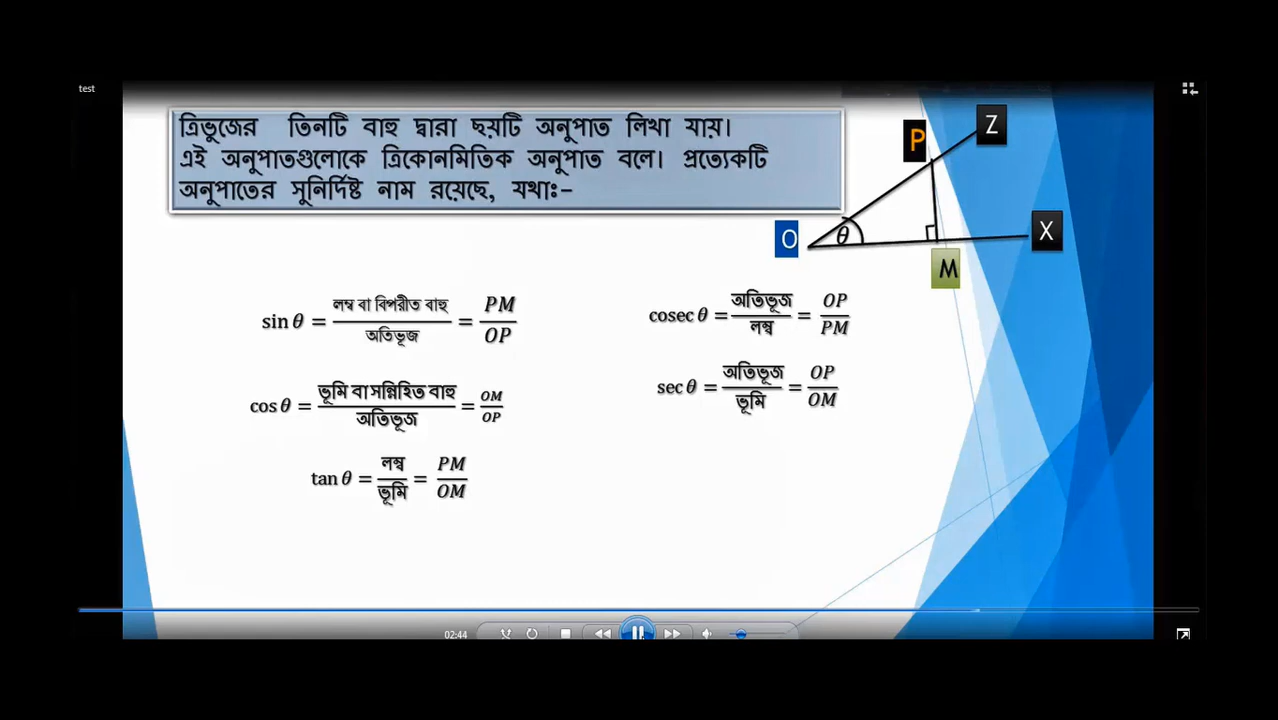 test
ত্রিভুজের তিনটি বাহু দ্বারা ছয়টি অনুপাত লিখা যায়।
এই অনুপাতগুলোকে ত্রিকোনমিতিক অনুপাত বলে। প্রত্যেকটি
অনুপাতের সুনির্দিষ্ট নাম রয়েছে, যথাঃ-
P
Z
O
θ
X
M
sin θ = লম্ব বা বিপরীত বাহু / অতিভূজ = PM / OP
cosec θ = অতিভূজ / লম্ব = OP / PM
cos θ = ভূমি বা সন্নিহিত বাহু / অতিভূজ = OM / OP
sec θ = অতিভূজ / ভূমি = OP / OM
tan θ = লম্ব / ভূমি = PM / OM
02:44